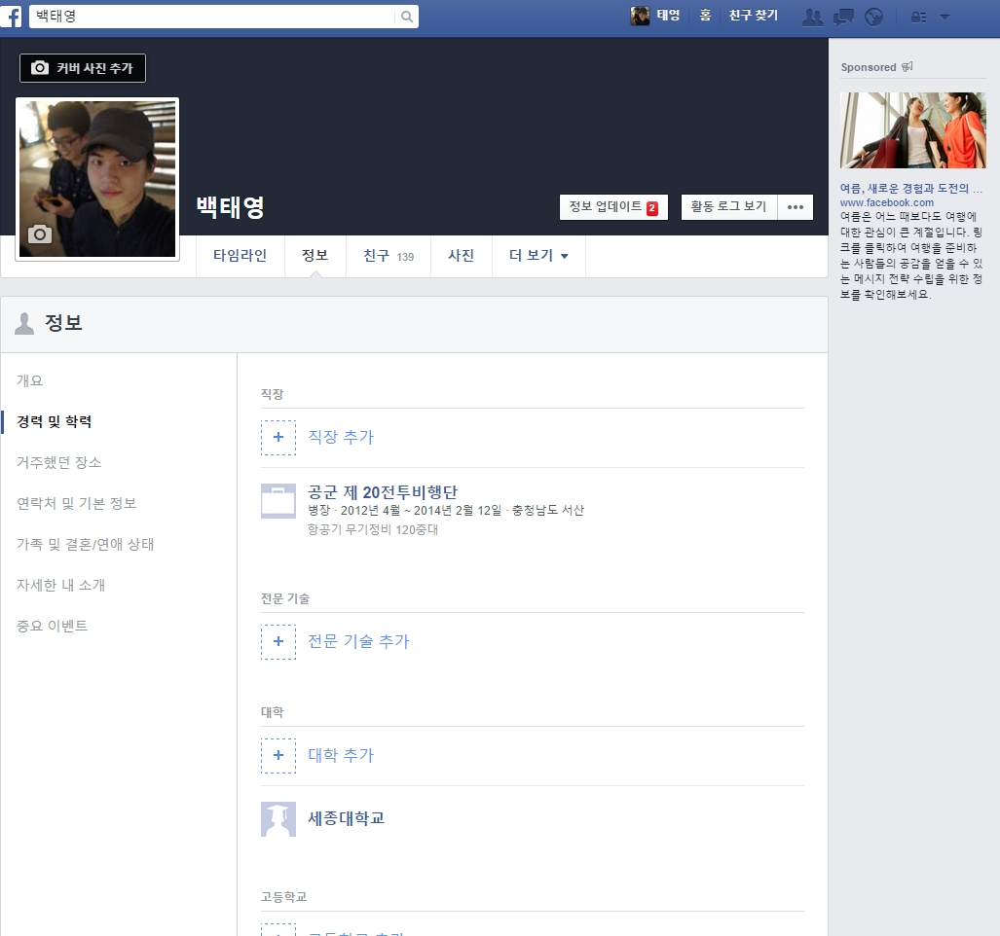 f
백태영
태영 홈 친구 찾기
커버 사진 추가
백태영
정보 업데이트 2
활동 로그 보기
타임라인
정보
친구 139
사진
더 보기
Sponsored
여름, 새로운 경험과 도전의 ...
www.facebook.com
여름은 어느 때보다도 여행에
대한 관심이 큰 계절입니다. 링
크를 클릭하여 여행을 준비하
는 사람들의 공감을 얻을 수 있
는 메시지 전략 수립을 위한 정
보를 확인해보세요.
정보
개요
경력 및 학력
거주했던 장소
연락처 및 기본 정보
가족 및 결혼/연애 상태
자세한 내 소개
중요 이벤트
직장
+ 직장 추가
공군 제 20전투비행단
병장 · 2012년 4월 ~ 2014년 2월 12일 · 충청남도 서산
항공기 무기정비 120중대
전문 기술
+ 전문 기술 추가
대학
+ 대학 추가
세종대학교
고등학교
고등학교 추가